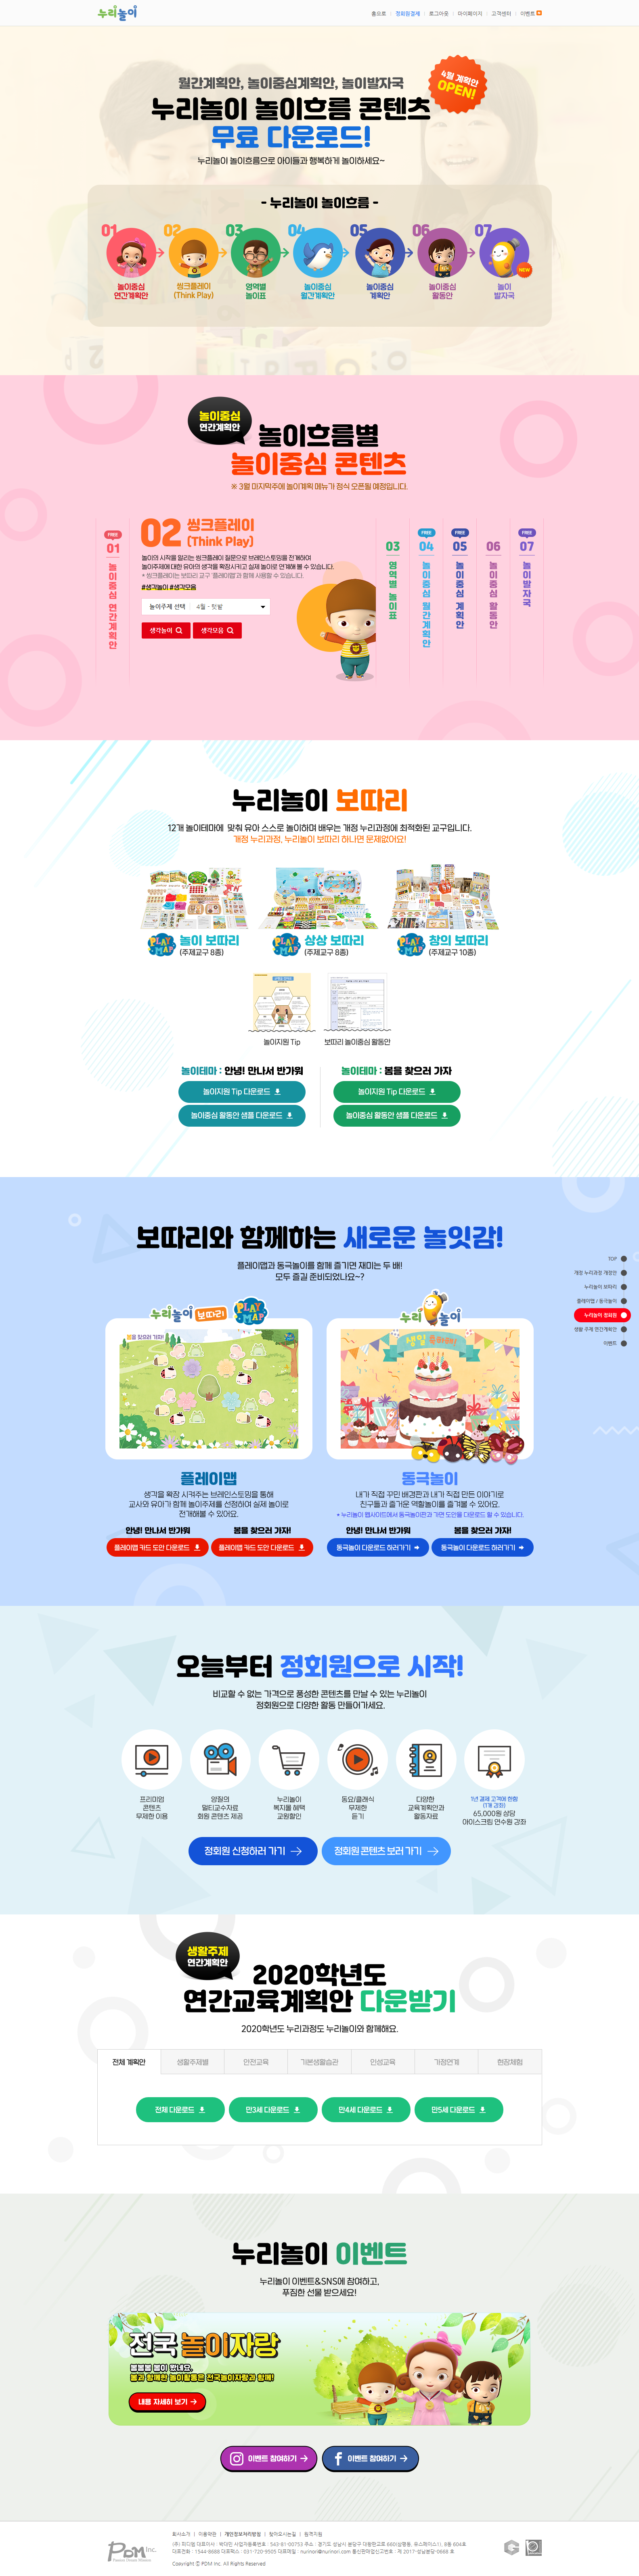 누리놀이
홈으로 | 정회원결제 | 로그아웃 | 마이페이지 | 고객센터 | 이벤트
월간계획안, 놀이중심계획안, 놀이발자국
4월 계획안
OPEN!
누리놀이 놀이흐름 콘텐츠
무료 다운로드!
누리놀이 놀이흐름으로 아이들과 행복하게 놀이하세요~
- 누리놀이 놀이흐름 -
01 02 03 04 05 06 07
NEW
놀이중심
연간계획안
씽크플레이
(Think Play)
영역별
놀이표
놀이중심
월간계획안
놀이중심
계획안
놀이중심
활동안
놀이
발자국
놀이중심
연간계획안
놀이흐름별
놀이중심 콘텐츠
※ 3월 마지막주에 놀이계획 메뉴가 정식 오픈될 예정입니다.
FREE
01
놀이중심 연간계획안
02 씽크플레이
(Think Play)
놀이의 시작을 알리는 씽크플레이 질문으로 브레인스토밍을 전개하여
놀이주제에 대한 유아의 생각을 확장시키고 실제 놀이로 연계해 볼 수 있습니다.
* 씽크플레이는 보따리 교구 '플레이맵'과 함께 사용할 수 있습니다.
#생각놀이 #생각모음
놀이주제 선택 4월 - 텃밭
생각놀이
생각모음
03
영역별 놀이표
FREE
04
놀이중심 월간계획안
FREE
05
놀이중심 계획안
06
놀이중심 활동안
FREE
07
놀이발자국
누리놀이 보따리
12개 놀이테마에 맞춰 유아 스스로 놀이하며 배우는 개정 누리과정에 최적화된 교구입니다.
개정 누리과정, 누리놀이 보따리 하나면 문제없어요!
PLAY MAP 놀이 보따리
(주제교구 8종)
PLAY MAP 상상 보따리
(주제교구 8종)
PLAY MAP 창의 보따리
(주제교구 10종)
놀이지원 Tip
보따리 놀이중심 활동안
놀이테마 : 안녕! 만나서 반가워
놀이지원 Tip 다운로드
놀이중심 활동안 샘플 다운로드
놀이테마 : 봄을 찾으러 가자
놀이지원 Tip 다운로드
놀이중심 활동안 샘플 다운로드
보따리와 함께하는 새로운 놀잇감!
플레이맵과 동극놀이를 함께 즐기면 재미는 두 배!
모두 즐길 준비되었나요~?
TOP
개정 누리과정 개정안
누리놀이 보따리
플레이맵 / 동극놀이
누리놀이 정회원
생활 주제 연간계획안
이벤트
누리놀이 보따리 PLAY MAP
봄을 찾으러 가자!
누리놀이
생일 축하해!
플레이맵
생각을 확장 시켜주는 브레인스토밍을 통해
교사와 유아가 함께 놀이주제를 선정하여 실제 놀이로
전개해볼 수 있어요.
안녕! 만나서 반가워
플레이맵 카드 도안 다운로드
봄을 찾으러 가자!
플레이맵 카드 도안 다운로드
동극놀이
내가 직접 꾸민 배경판과 내가 직접 만든 이야기로
친구들과 즐거운 역할놀이를 즐겨볼 수 있어요.
* 누리놀이 웹사이트에서 동극놀이판과 가면 도안을 다운로드 할 수 있습니다.
안녕! 만나서 반가워
동극놀이 다운로드 하러가기
봄을 찾으러 가자!
동극놀이 다운로드 하러가기
오늘부터 정회원으로 시작!
비교할 수 없는 가격으로 풍성한 콘텐츠를 만날 수 있는 누리놀이
정회원으로 다양한 활동 만들어가세요.
프리미엄
콘텐츠
무제한 이용
양질의
멀티교수자료
회원 콘텐츠 제공
누리놀이
복지몰 혜택
교원할인
동요/클래식
무제한
듣기
다양한
교육계획안과
활동자료
1년 결제 고객에 한함
(1개 강좌)
65,000원 상당
아이스크림 연수원 강좌
정회원 신청하러 가기
정회원 콘텐츠 보러 가기
생활주제
연간계획안
2020학년도
연간교육계획안 다운받기
2020학년도 누리과정도 누리놀이와 함께해요.
전체 계획안 생활주제별 안전교육 기본생활습관 인성교육 가정연계 현장체험
전체 다운로드
만3세 다운로드
만4세 다운로드
만5세 다운로드
누리놀이 이벤트
누리놀이 이벤트&SNS에 참여하고,
푸짐한 선물 받으세요!
전국 놀이자랑
봄봄봄 봄이 왔네요.
봄과 함께한 놀이활동은 전국놀이자랑과 함께!
내용 자세히 보기
이벤트 참여하기
이벤트 참여하기
PDM Inc.
회사소개 | 이용약관 | 개인정보처리방침 | 찾아오시는길 | 원격지원
Copyright © PDM Inc. All Rights Reserved